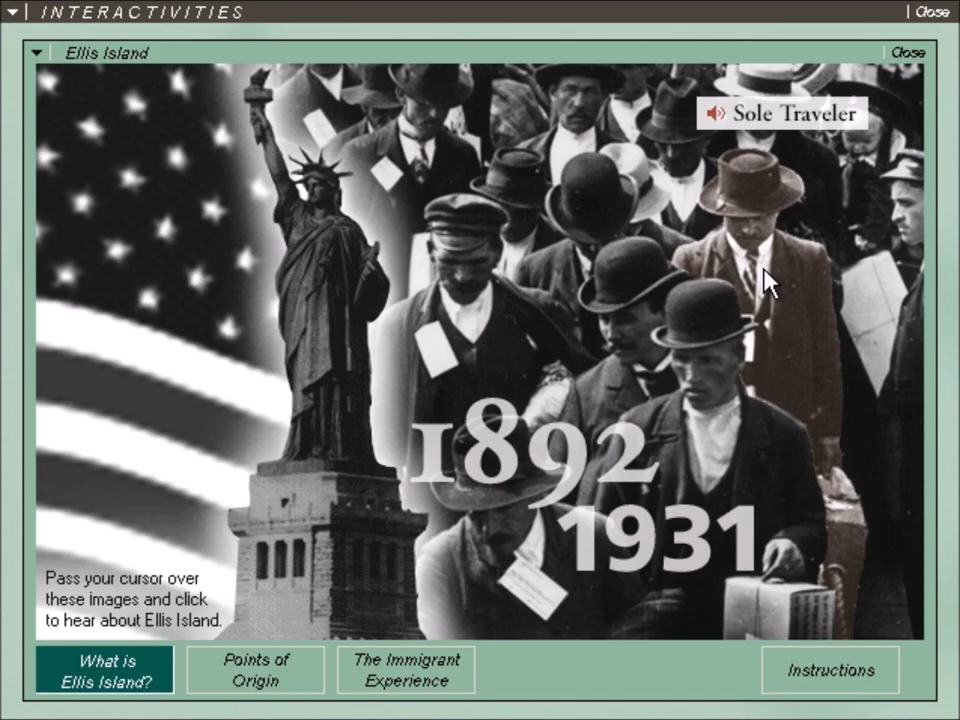 INTERACTIVITIES
Close
Ellis Island
Close
Sole Traveler
1892
1931
Pass your cursor over
these images and click
to hear about Ellis Island.
What is
Ellis Island?
Points of
Origin
The Immigrant
Experience
Instructions